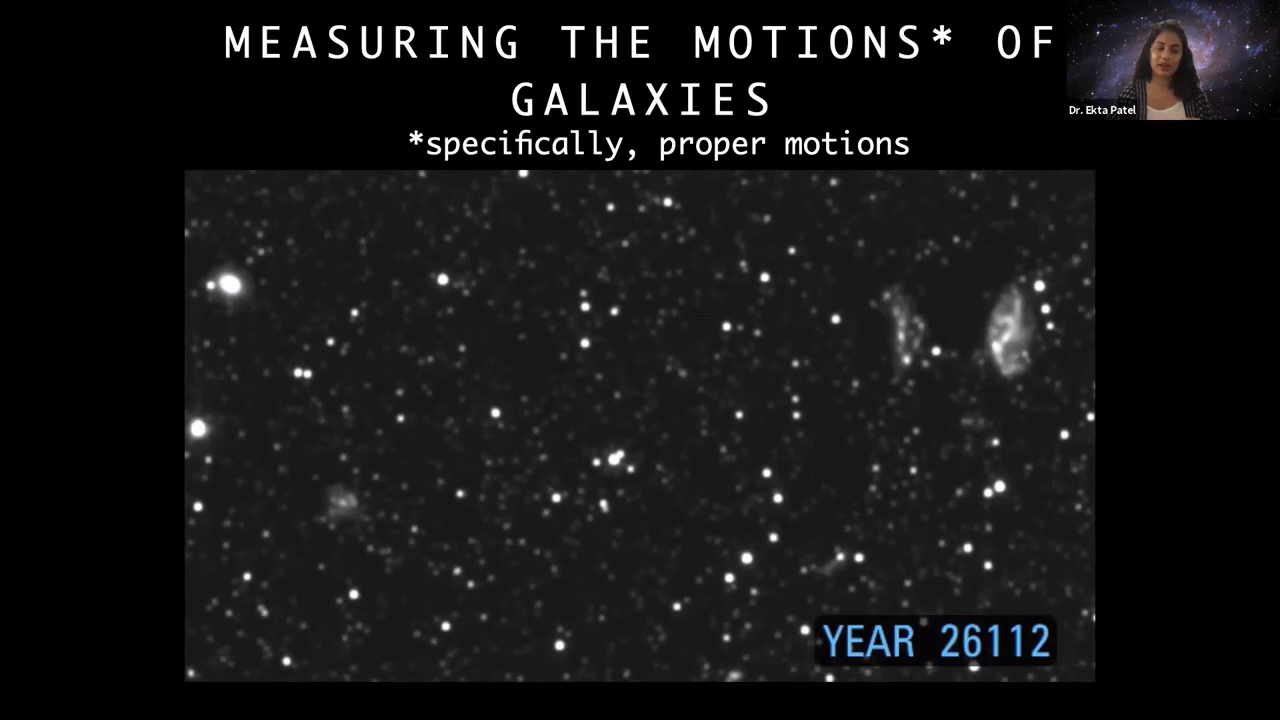 MEASURING THE MOTIONS* OF
GALAXIES
*specifically, proper motions
Dr. Ekta Patel
YEAR 26112